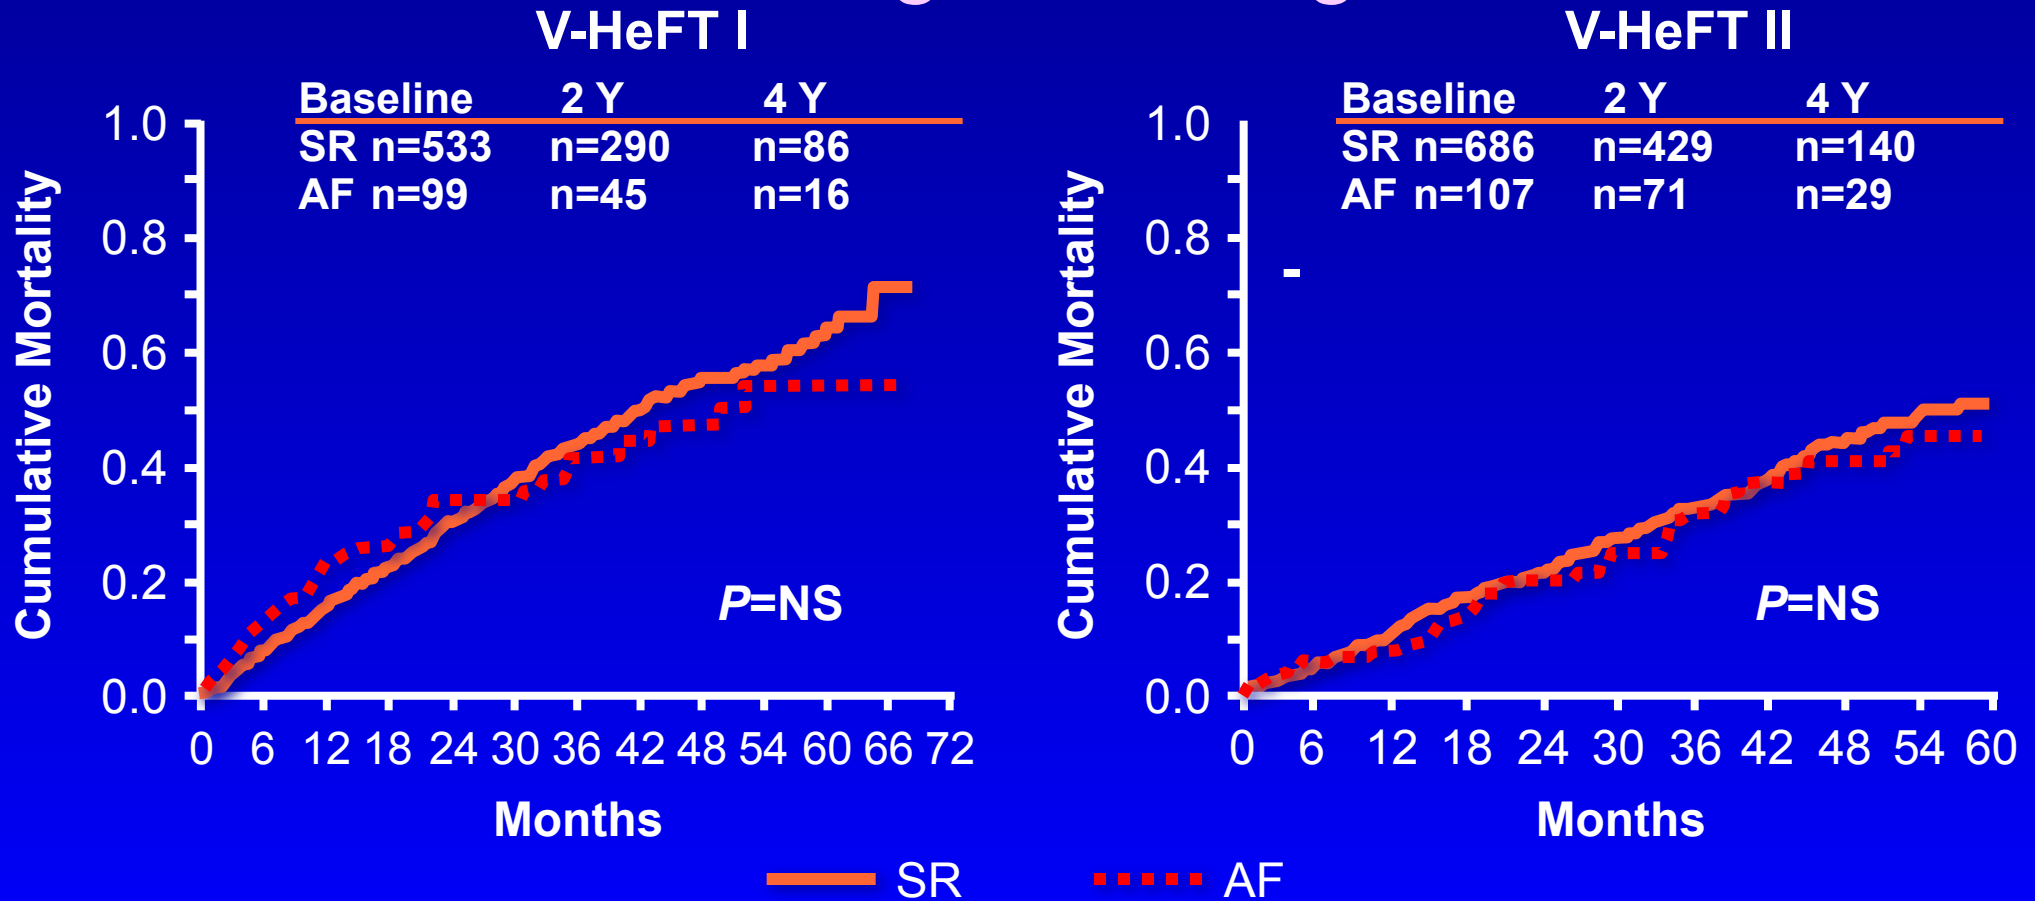 V-HeFT I
Baseline 2 Y 4 Y
SR n=533 n=290 n=86
AF n=99 n=45 n=16
Cumulative Mortality
1.0
0.8
0.6
0.4
0.2
0.0
P=NS
0 6 12 18 24 30 36 42 48 54 60 66 72
Months
V-HeFT II
Baseline 2 Y 4 Y
SR n=686 n=429 n=140
AF n=107 n=71 n=29
Cumulative Mortality
1.0
0.8
-
0.6
0.4
0.2
0.0
P=NS
0 6 12 18 24 30 36 42 48 54 60
Months
SR AF